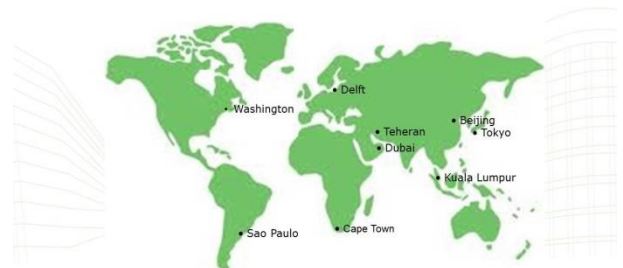 Delft
Washington
Beijing
Teheran
Tokyo
Dubai
Kuala Lumpur
Cape Town
Sao Paulo